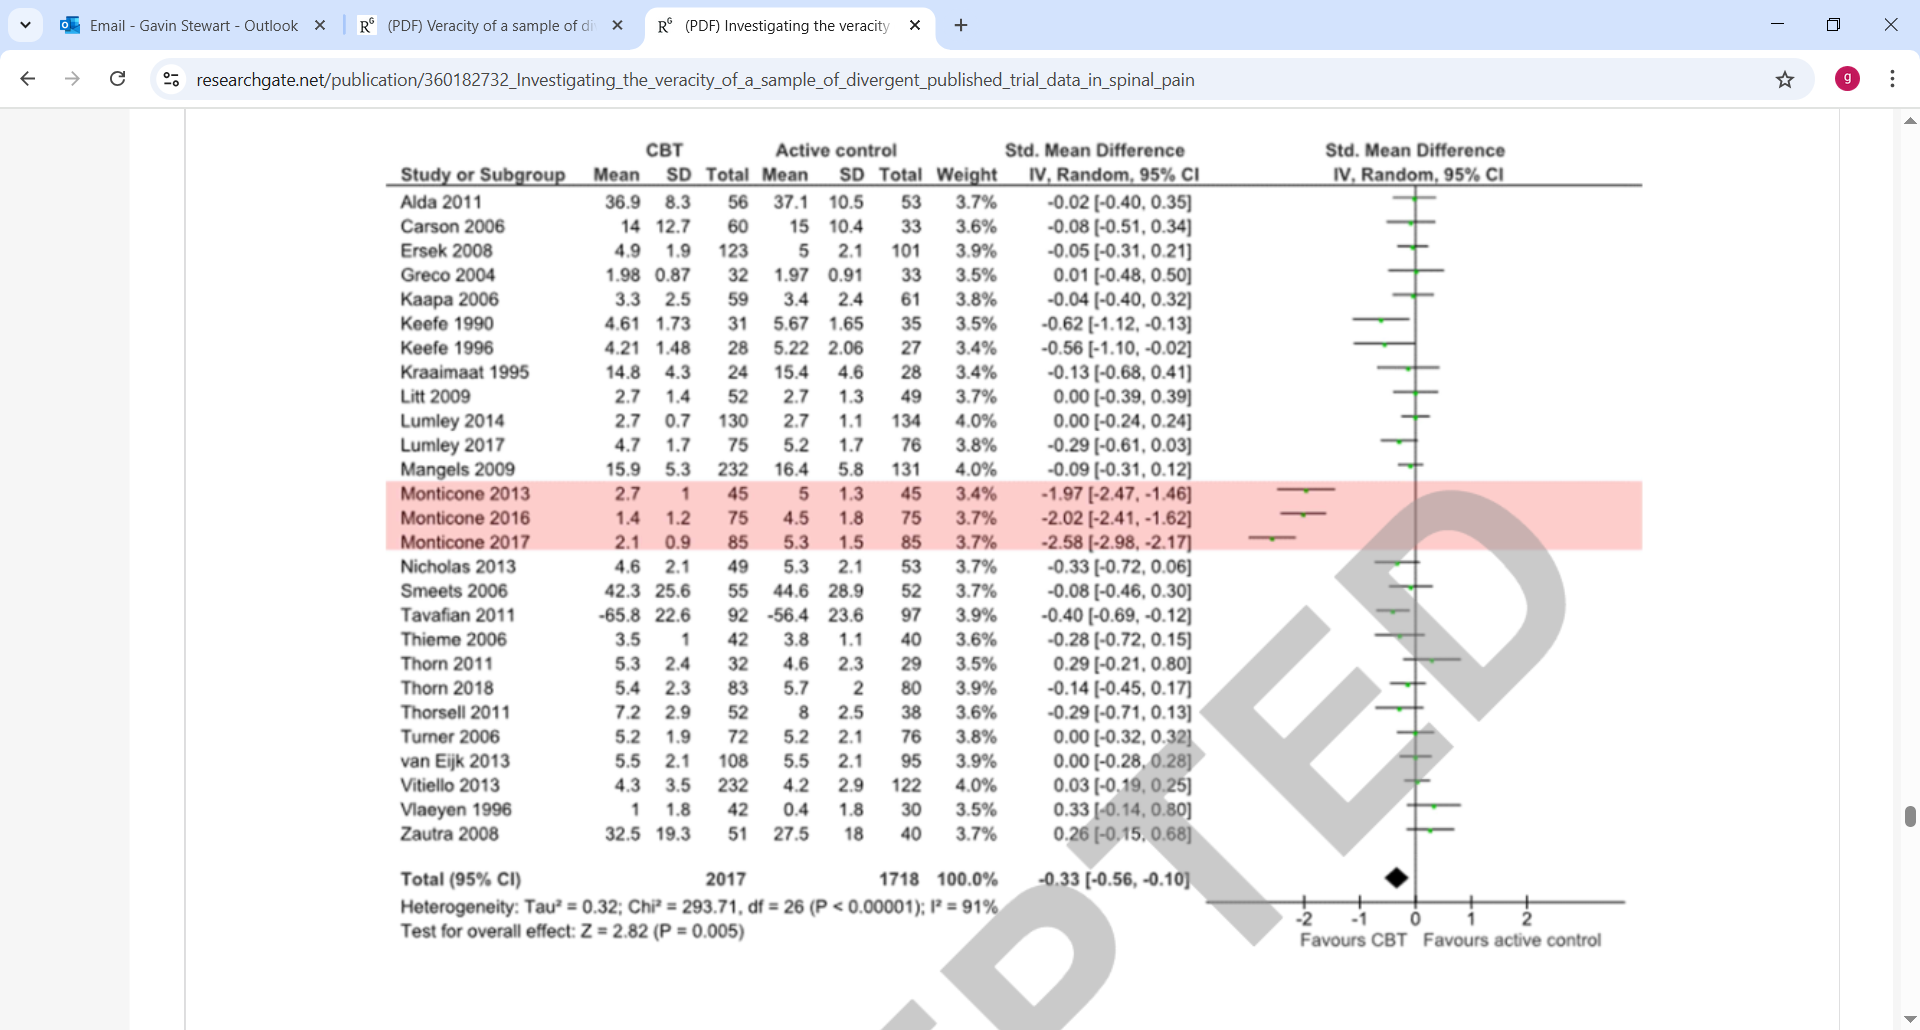 Email - Gavin Stewart - Outlook
(PDF) Veracity of a sample of di
(PDF) Investigating the veracity
researchgate.net/publication/360182732_Investigating_the_veracity_of_a_sample_of_divergent_published_trial_data_in_spinal_pain
g
CBT Active control Std. Mean Difference Std. Mean Difference
Study or Subgroup Mean SD Total Mean SD Total Weight IV, Random, 95% CI IV, Random, 95% CI
Alda 2011 36.9 8.3 56 37.1 10.5 53 3.7% -0.02 [-0.40, 0.35]
Carson 2006 14 12.7 60 15 10.4 33 3.6% -0.08 [-0.51, 0.34]
Ersek 2008 4.9 1.9 123 5 2.1 101 3.9% -0.05 [-0.31, 0.21]
Greco 2004 1.98 0.87 32 1.97 0.91 33 3.5% 0.01 [-0.48, 0.50]
Kaapa 2006 3.3 2.5 59 3.4 2.4 61 3.8% -0.04 [-0.40, 0.32]
Keefe 1990 4.61 1.73 31 5.67 1.65 35 3.5% -0.62 [-1.12, -0.13]
Keefe 1996 4.21 1.48 28 5.22 2.06 27 3.4% -0.56 [-1.10, -0.02]
Kraaimaat 1995 14.8 4.3 24 15.4 4.6 28 3.4% -0.13 [-0.68, 0.41]
Litt 2009 2.7 1.4 52 2.7 1.3 49 3.7% 0.00 [-0.39, 0.39]
Lumley 2014 2.7 0.7 130 2.7 1.1 134 4.0% 0.00 [-0.24, 0.24]
Lumley 2017 4.7 1.7 75 5.2 1.7 76 3.8% -0.29 [-0.61, 0.03]
Mangels 2009 15.9 5.3 232 16.4 5.8 131 4.0% -0.09 [-0.31, 0.12]
Monticone 2013 2.7 1 45 5 1.3 45 3.4% -1.97 [-2.47, -1.46]
Monticone 2016 1.4 1.2 75 4.5 1.8 75 3.7% -2.02 [-2.41, -1.62]
Monticone 2017 2.1 0.9 85 5.3 1.5 85 3.7% -2.58 [-2.98, -2.17]
Nicholas 2013 4.6 2.1 49 5.3 2.1 53 3.7% -0.33 [-0.72, 0.06]
Smeets 2006 42.3 25.6 55 44.6 28.9 52 3.7% -0.08 [-0.46, 0.30]
Tavafian 2011 -65.8 22.6 92 -56.4 23.6 97 3.9% -0.40 [-0.69, -0.12]
Thieme 2006 3.5 1 42 3.8 1.1 40 3.6% -0.28 [-0.72, 0.15]
Thorn 2011 5.3 2.4 32 4.6 2.3 29 3.5% 0.29 [-0.21, 0.80]
Thorn 2018 5.4 2.3 83 5.7 2 80 3.9% -0.14 [-0.45, 0.17]
Thorsell 2011 7.2 2.9 52 8 2.5 38 3.6% -0.29 [-0.71, 0.13]
Turner 2006 5.2 1.9 72 5.2 2.1 76 3.8% 0.00 [-0.32, 0.32]
van Eijk 2013 5.5 2.1 108 5.5 2.1 95 3.9% 0.00 [-0.28, 0.28]
Vitiello 2013 4.3 3.5 232 4.2 2.9 122 4.0% 0.03 [-0.19, 0.25]
Vlaeyen 1996 1 1.8 42 0.4 1.8 30 3.5% 0.33 [-0.14, 0.80]
Zautra 2008 32.5 19.3 51 27.5 18 40 3.7% 0.26 [-0.15, 0.68]
Total (95% CI) 2017 1718 100.0% -0.33 [-0.56, -0.10]
Heterogeneity: Tau² = 0.32; Chi² = 293.71, df = 26 (P < 0.00001); I² = 91%
Test for overall effect: Z = 2.82 (P = 0.005)
-2 -1 0 1 2
Favours CBT Favours active control
PTED